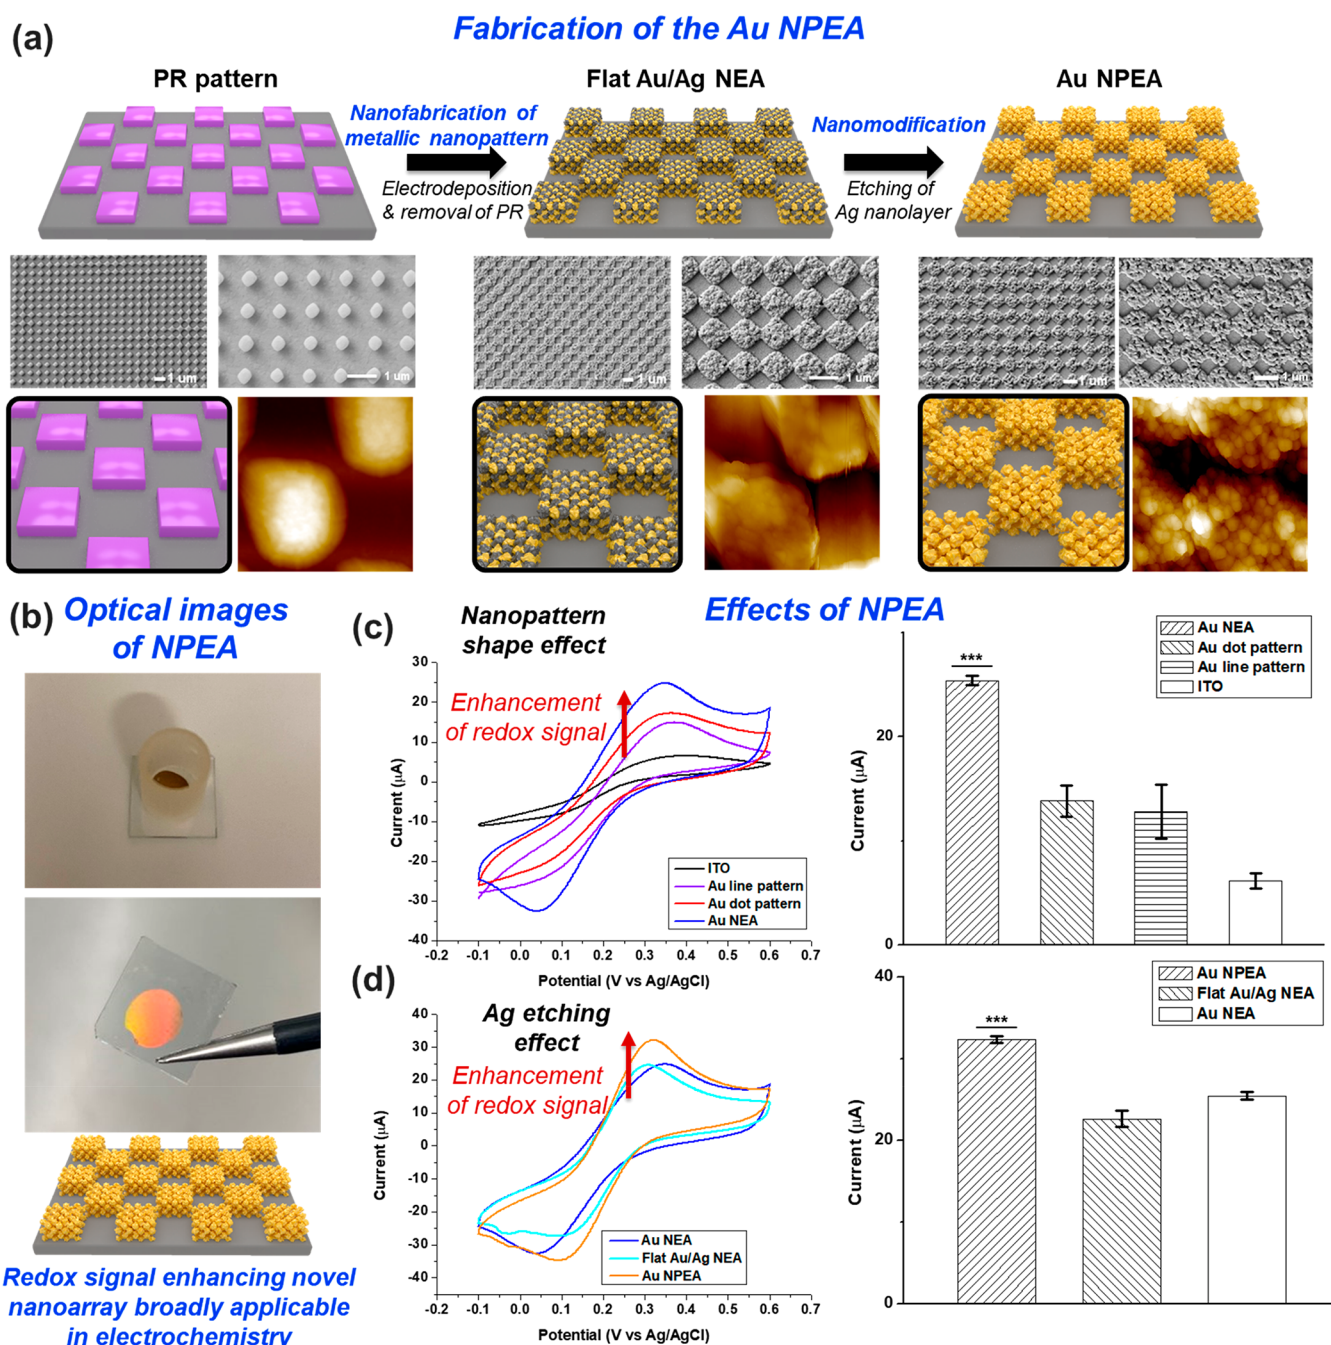 (a)
Fabrication of the Au NPEA
PR pattern
Flat Au/Ag NEA
Au NPEA
Nanofabrication of
metallic nanopattern
Electrodeposition
& removal of PR
Nanomodification
Etching of
Ag nanolayer
1 um
1 um
1 um
1 um
1 um
1 um
(b)
Optical images
of NPEA
Redox signal enhancing novel
nanoarray broadly applicable
in electrochemistry
Effects of NPEA
(c)
Nanopattern
shape effect
Enhancement
of redox signal
30
20
10
0
-10
-20
-30
-40
Current (μA)
-0.2 -0.1 0.0 0.1 0.2 0.3 0.4 0.5 0.6 0.7
Potential (V vs Ag/AgCl)
ITO
Au line pattern
Au dot pattern
Au NEA
Au NEA
Au dot pattern
Au line pattern
ITO
***
20
0
Current (μA)
(d)
Ag etching
effect
Enhancement
of redox signal
40
30
20
10
0
-10
-20
-30
-40
Current (μA)
-0.2 -0.1 0.0 0.1 0.2 0.3 0.4 0.5 0.6 0.7
Potential (V vs Ag/AgCl)
Au NEA
Flat Au/Ag NEA
Au NPEA
Au NPEA
Flat Au/Ag NEA
Au NEA
***
40
20
0
Current (μA)